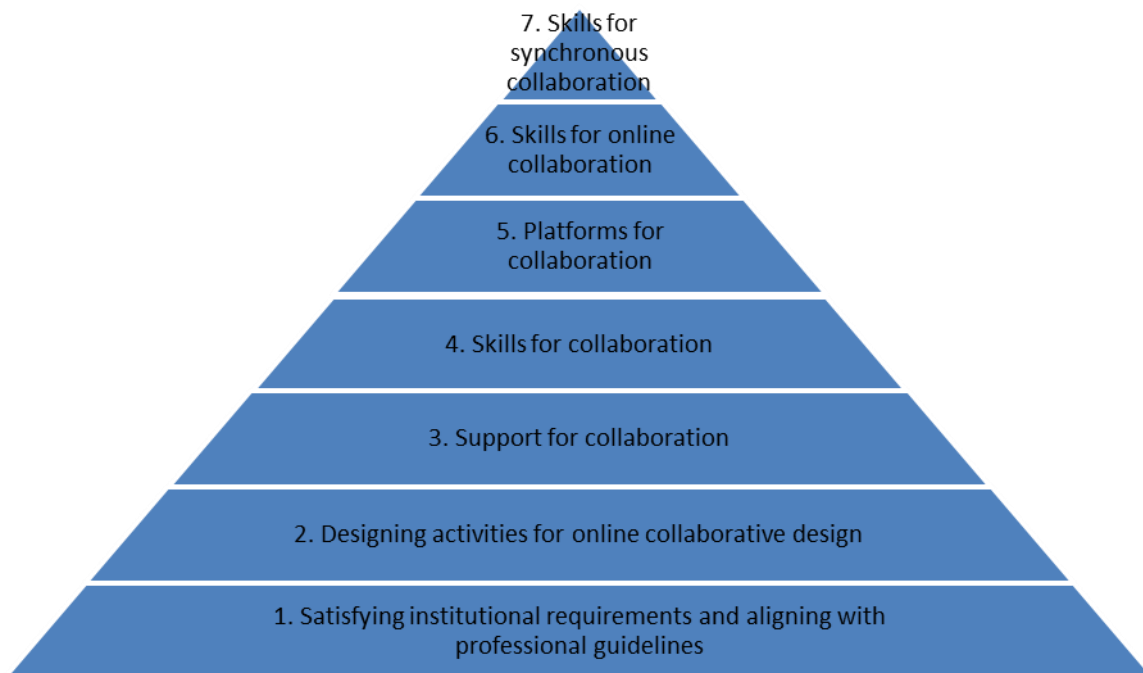 7. Skills for
synchronous
collaboration
6. Skills for online
collaboration
5. Platforms for
collaboration
4. Skills for collaboration
3. Support for collaboration
2. Designing activities for online collaborative design
1. Satisfying institutional requirements and aligning with
professional guidelines